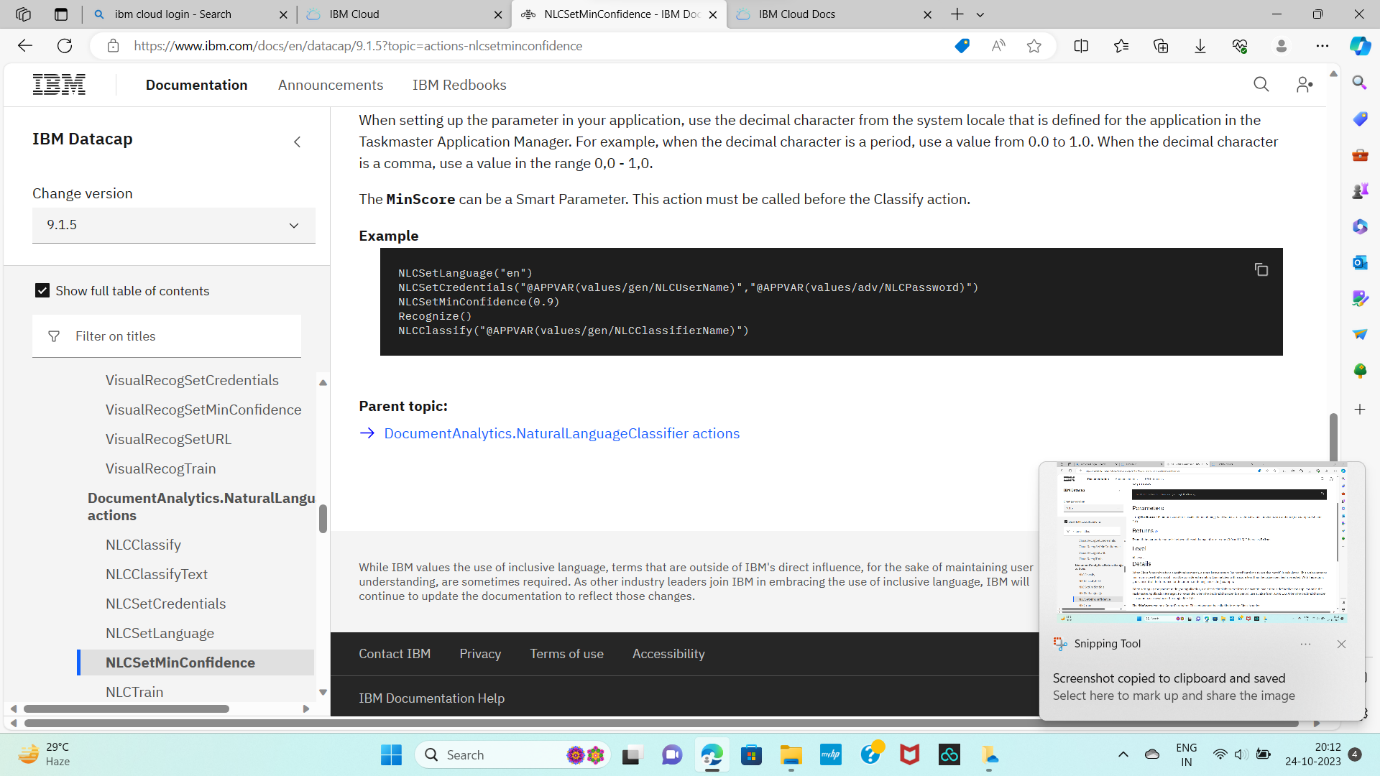 ibm cloud login - Search
IBM Cloud
NLCSetMinConfidence - IBM Doc
IBM Cloud Docs
https://www.ibm.com/docs/en/datacap/9.1.5?topic=actions-nlcsetminconfidence
IBM
Documentation
Announcements
IBM Redbooks
IBM Datacap
Change version
9.1.5
Show full table of contents
Filter on titles
VisualRecogSetCredentials
VisualRecogSetMinConfidence
VisualRecogSetURL
VisualRecogTrain
DocumentAnalytics.NaturalLangu
actions
NLCClassify
NLCClassifyText
NLCSetCredentials
NLCSetLanguage
NLCSetMinConfidence
NLCTrain
When setting up the parameter in your application, use the decimal character from the system locale that is defined for the application in the
Taskmaster Application Manager. For example, when the decimal character is a period, use a value from 0.0 to 1.0. When the decimal character
is a comma, use a value in the range 0,0 - 1,0.
The MinScore can be a Smart Parameter. This action must be called before the Classify action.
Example
NLCSetLanguage("en")
NLCSetCredentials("@APPVAR(values/gen/NLCUserName)","@APPVAR(values/adv/NLCPassword)")
NLCSetMinConfidence(0.9)
Recognize()
NLCClassify("@APPVAR(values/gen/NLCClassifierName)")
Parent topic:
→ DocumentAnalytics.NaturalLanguageClassifier actions
While IBM values the use of inclusive language, terms that are outside of IBM's direct influence, for the sake of maintaining user
understanding, are sometimes required. As other industry leaders join IBM in embracing the use of inclusive language, IBM will
continue to update the documentation to reflect those changes.
Contact IBM
Privacy
Terms of use
Accessibility
IBM Documentation Help
Parameters
Returns
Level
Details
Snipping Tool
Screenshot copied to clipboard and saved
Select here to mark up and share the image
29°C
Haze
Search
myhp
ENG
IN
20:12
24-10-2023
4